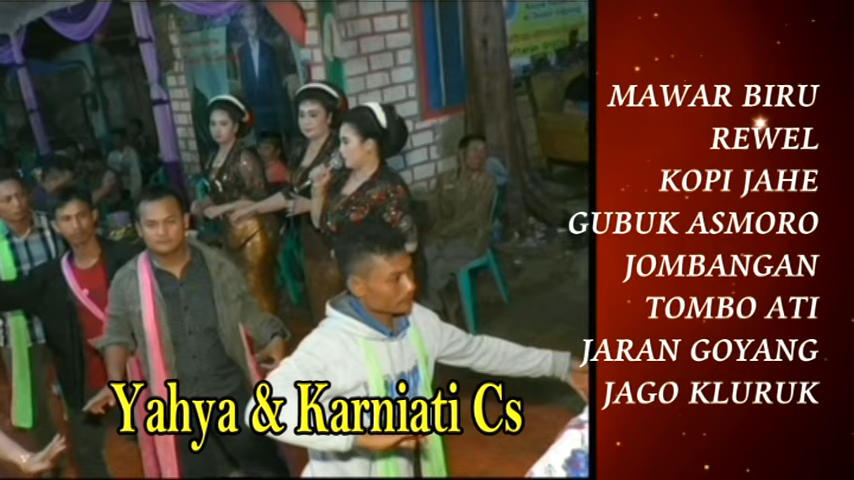 Yahya & Karniati Cs
MAWAR BIRU
REWEL
KOPI JAHE
GUBUK ASMORO
JOMBANGAN
TOMBO ATI
JARAN GOYANG
JAGO KLURUK